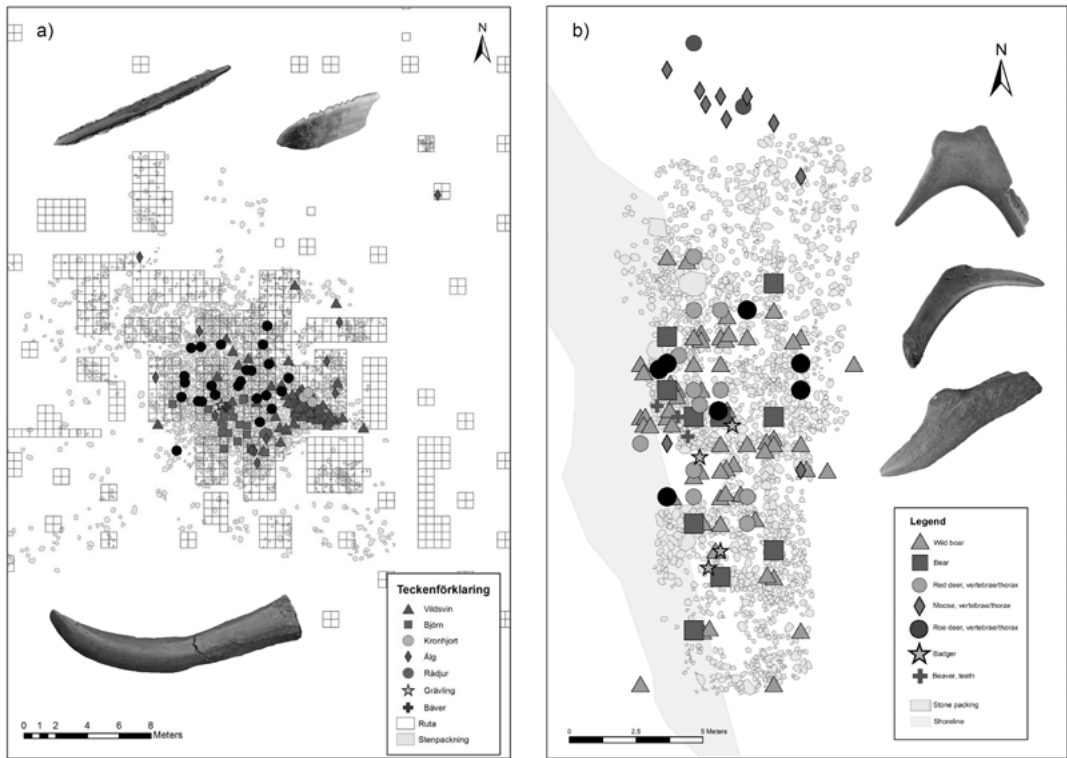 a)
N
Teckenförklaring
Vildsvin
Björn
Kronhjort
Älg
Rådjur
Grävling
Bäver
Ruta
Stenpackning
0 1 2 4 6 8
Meters
b)
N
Legend
Wild boar
Bear
Red deer, vertebrae/thorax
Moose, vertebrae/thorax
Roe deer, vertebrae/thorax
Badger
Beaver, teeth
Stone packing
Shoreline
0 2,5 5 Meters